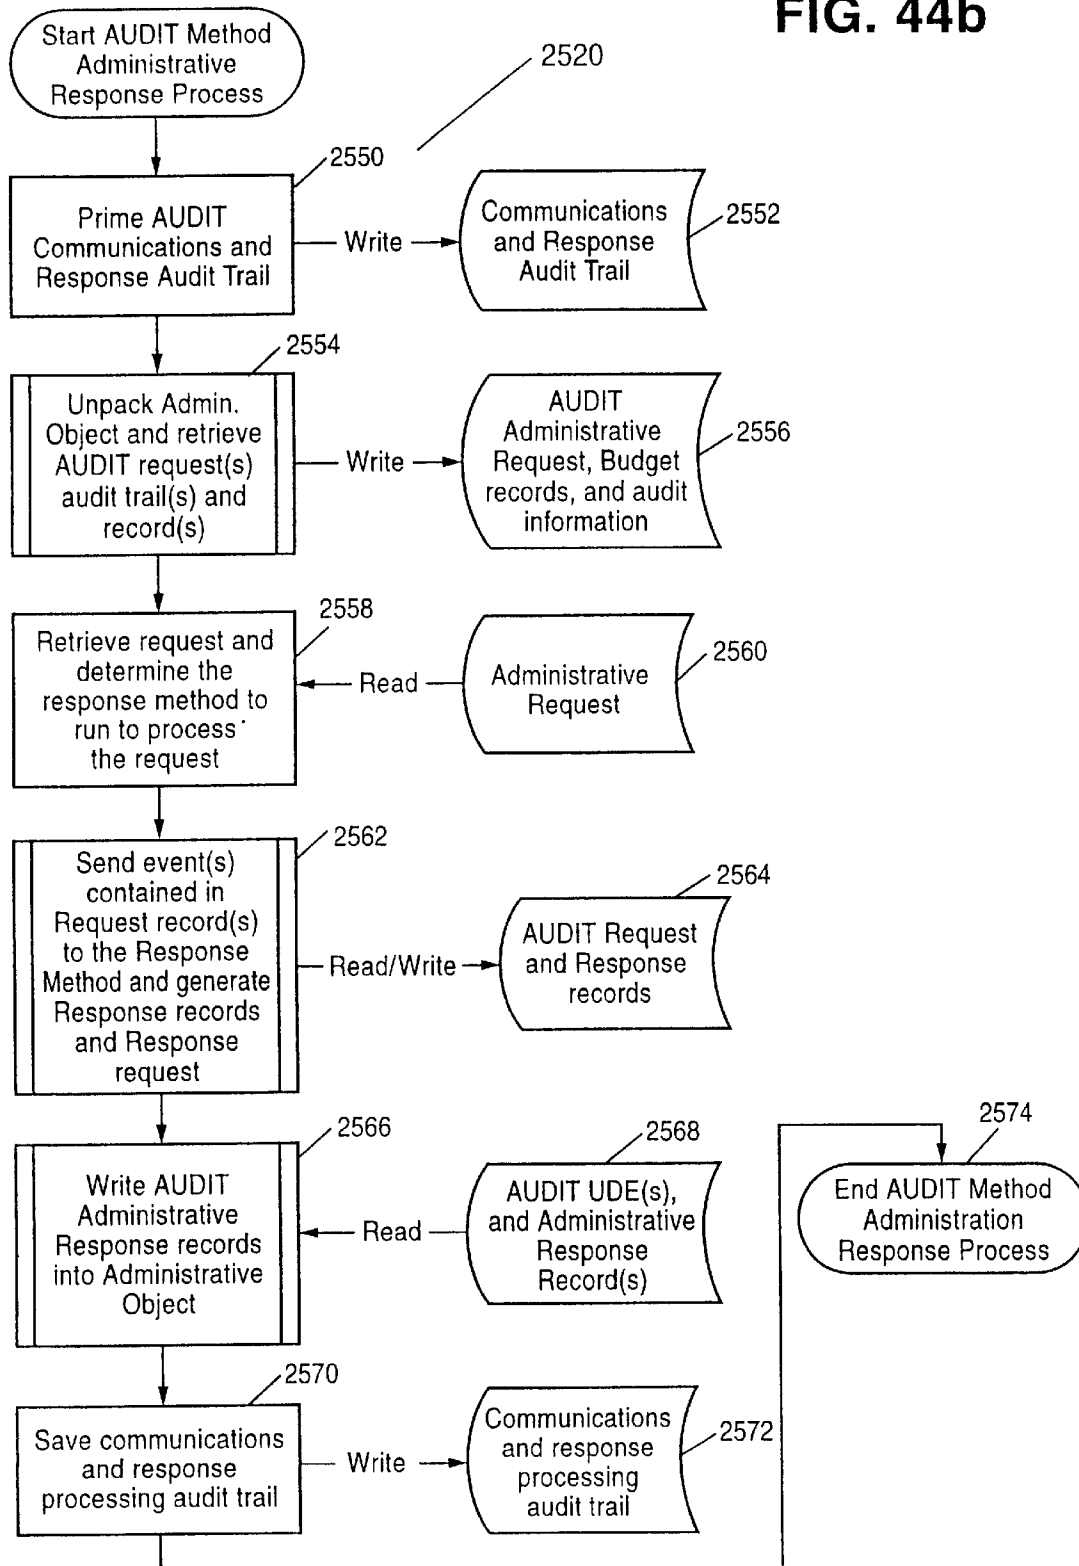 FIG. 44b
Start AUDIT Method
Administrative
Response Process
2520
2550
Prime AUDIT
Communications and
Response Audit Trail
Write
Communications
and Response
Audit Trail
2552
2554
Unpack Admin.
Object and retrieve
AUDIT request(s)
audit trail(s) and
record(s)
Write
AUDIT
Administrative
Request, Budget
records, and audit
information
2556
2558
Retrieve request and
determine the
response method to
run to process
the request
Read
Administrative
Request
2560
2562
Send event(s)
contained in
Request record(s)
to the Response
Method and generate
Response records
and Response
request
Read/Write
2564
AUDIT Request
and Response
records
2566
Write AUDIT
Administrative
Response records
into Administrative
Object
Read
2568
AUDIT UDE(s),
and Administrative
Response
Record(s)
2570
Save communications
and response
processing audit trail
Write
Communications
and response
processing
audit trail
2572
2574
End AUDIT Method
Administration
Response Process